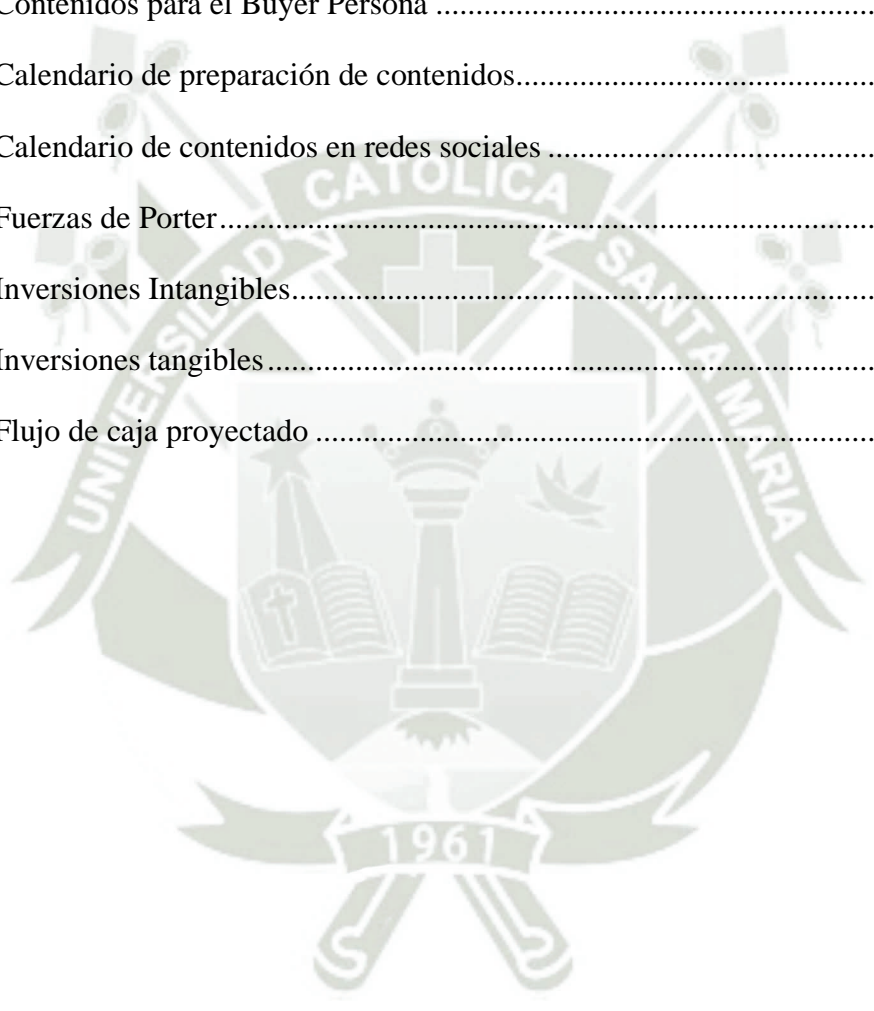 Contenidos para el Buyer Persona ..........................................................
Calendario de preparación de contenidos................................................
Calendario de contenidos en redes sociales ............................................
Fuerzas de Porter....................................................................................
Inversiones Intangibles...........................................................................
Inversiones tangibles..............................................................................
Flujo de caja proyectado ........................................................................
UNIVERSIDAD CATOLICA SANTA MARIA
1961